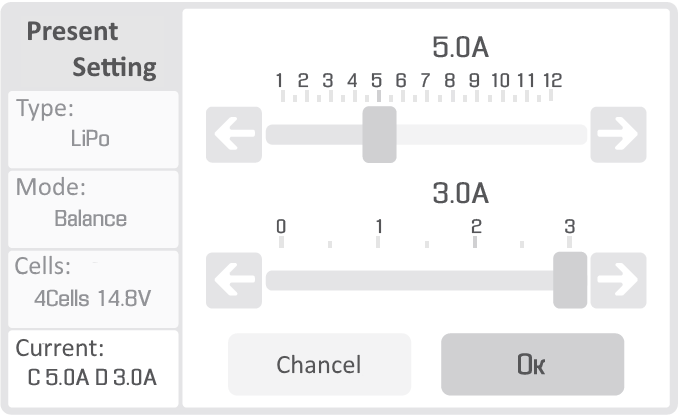 Present
Setting
Type:
LiPo
Mode:
Balance
Cells:
4Cells 14.8V
Current:
C 5.0A D 3.0A
5.0A
1 2 3 4 5 6 7 8 9 10 11 12
3.0A
0 1 2 3
Chancel
Ok